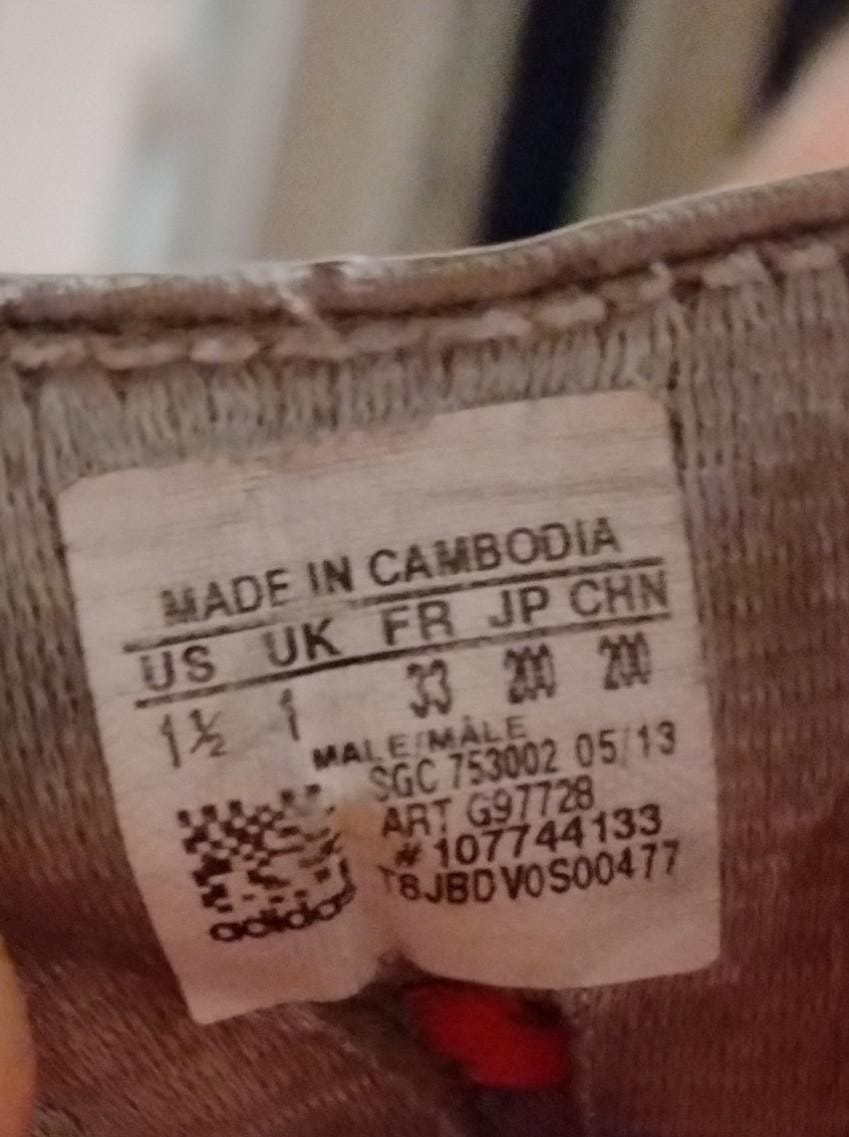 MADE IN CAMBODIA
US UK FR JP CHN
1½ 1 33 200 200
MALE/MÂLE
SGC 753002 05/13
ART G97728
# 107744133
T8JBDV0S00477
adidas